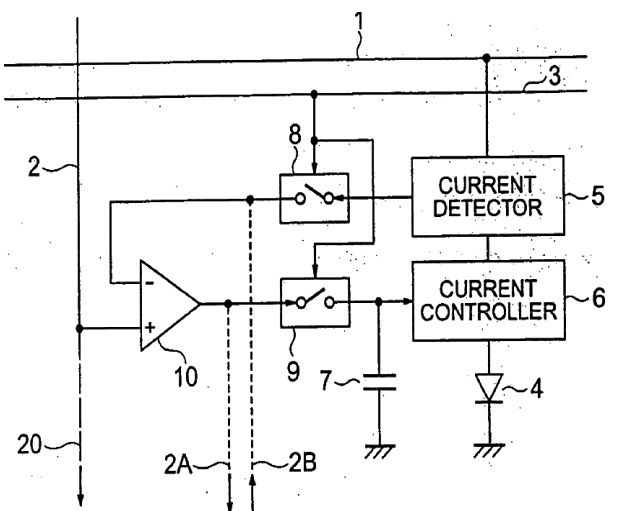 1
3
8
2
CURRENT
DETECTOR
5
-
+
10
9
CURRENT
CONTROLLER
6
7
4
20
2A
2B